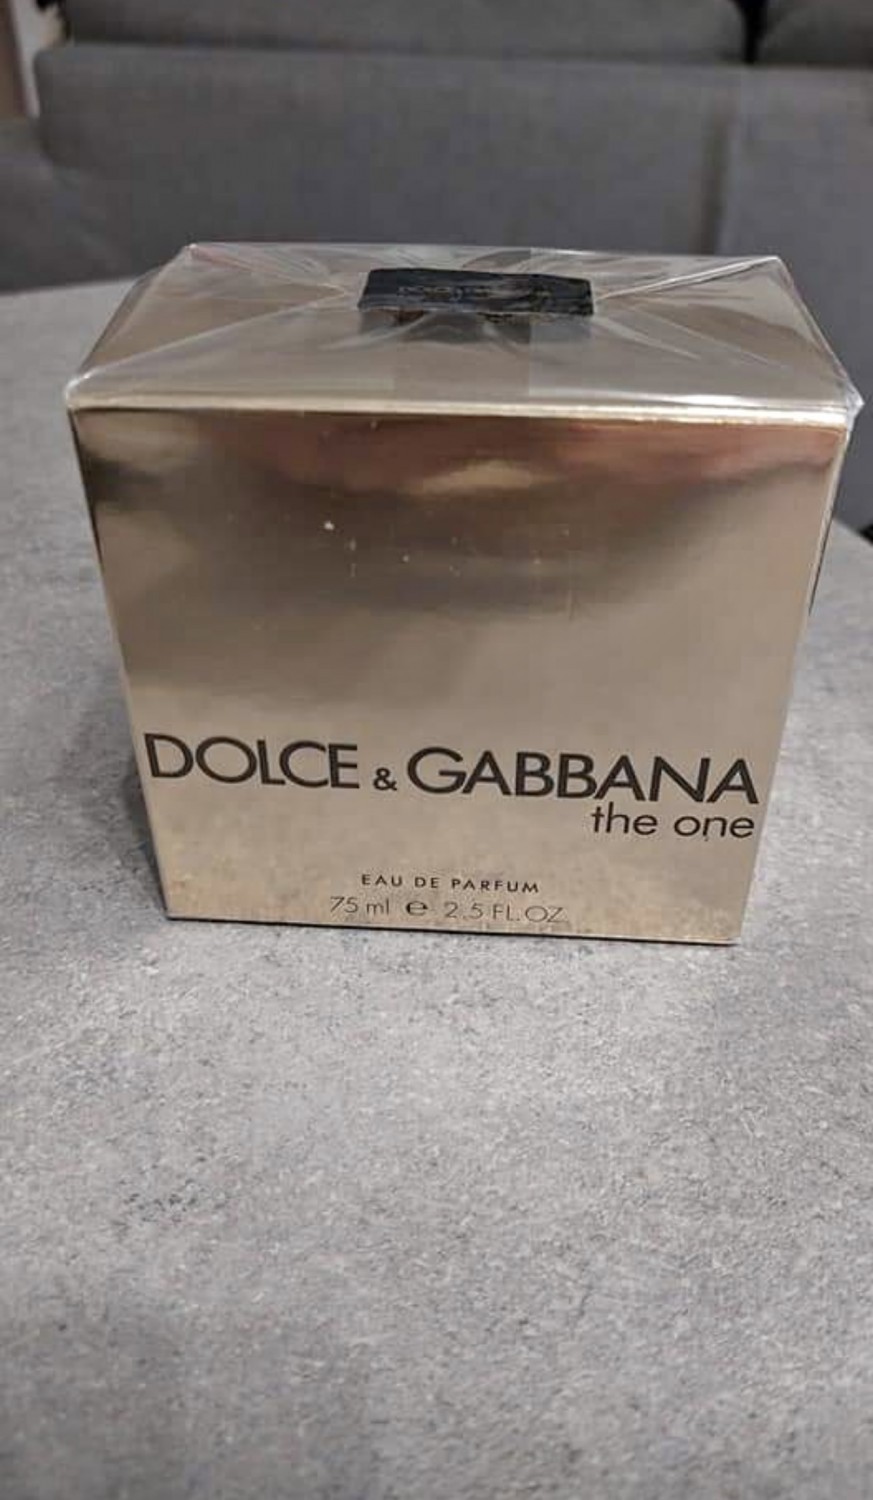 DOLCE & GABBANA
the one
EAU DE PARFUM
75 ml e 2.5 FL.OZ